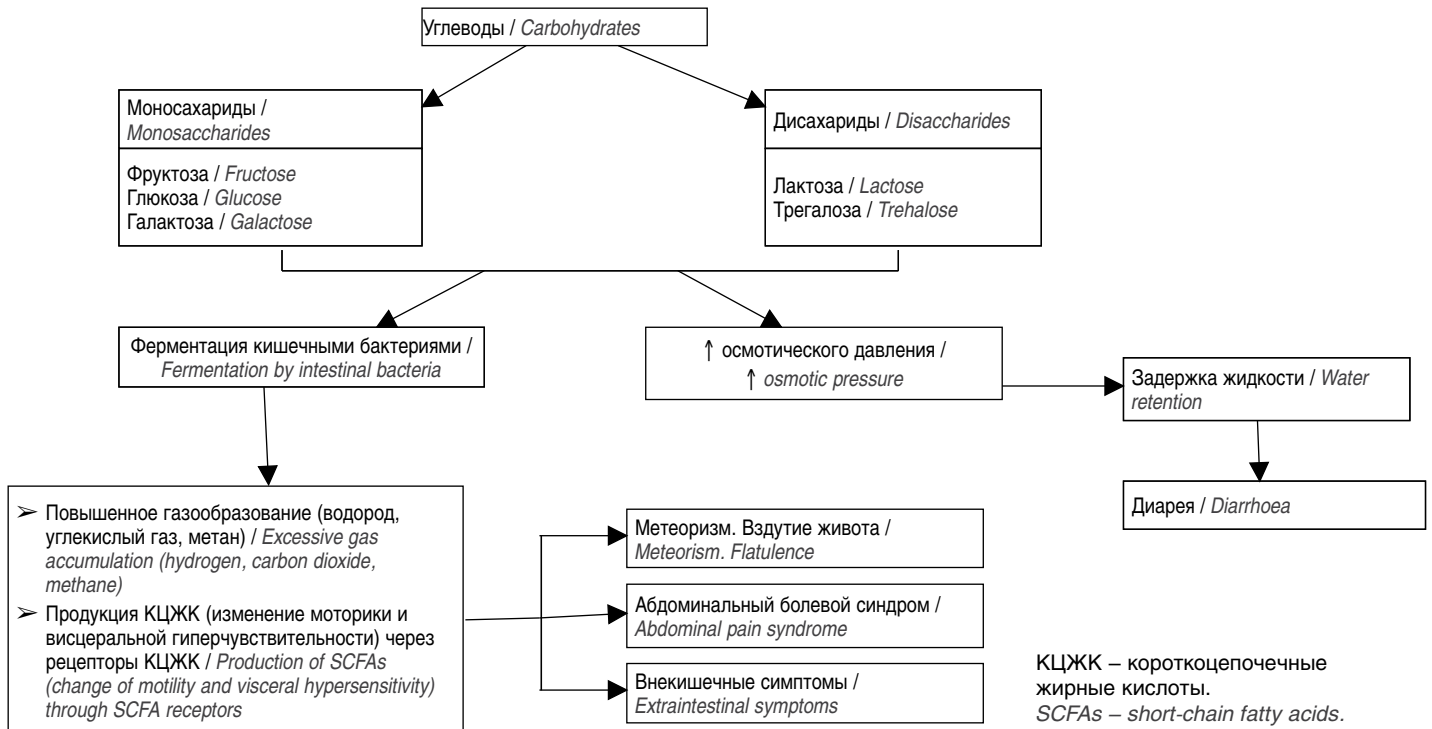 Углеводы / Carbohydrates
Моносахариды /
Monosaccharides
Фруктоза / Fructose
Глюкоза / Glucose
Галактоза / Galactose
Дисахариды / Disaccharides
Лактоза / Lactose
Трегалоза / Trehalose
Ферментация кишечными бактериями /
Fermentation by intestinal bacteria
↑ осмотического давления /
↑ osmotic pressure
Задержка жидкости / Water
retention
Диарея / Diarrhoea
➢ Повышенное газообразование (водород,
углекислый газ, метан) / Excessive gas
accumulation (hydrogen, carbon dioxide,
methane)
➢ Продукция КЦЖК (изменение моторики и
висцеральной гиперчувствительности) через
рецепторы КЦЖК / Production of SCFAs
(change of motility and visceral hypersensitivity)
through SCFA receptors
Метеоризм. Вздутие живота /
Meteorism. Flatulence
Абдоминальный болевой синдром /
Abdominal pain syndrome
Внекишечные симптомы /
Extraintestinal symptoms
КЦЖК – короткоцепочечные
жирные кислоты.
SCFAs – short-chain fatty acids.